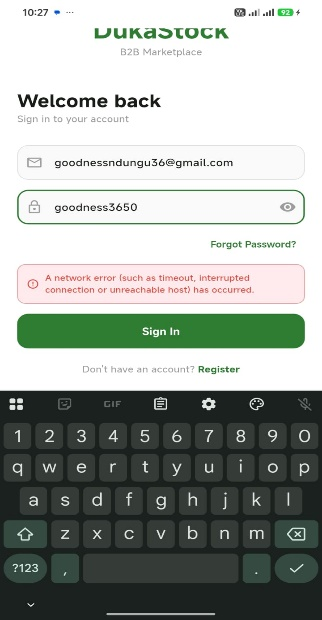 10:27 92
DukaStock
B2B Marketplace
Welcome back
Sign in to your account
goodnessndungu36@gmail.com
goodness3650
Forgot Password?
A network error (such as timeout, interrupted
connection or unreachable host) has occurred.
Sign In
Don't have an account? Register
GIF
1 2 3 4 5 6 7 8 9 0
q w e r t y u i o p
a s d f g h j k l
z x c v b n m
?123 , .